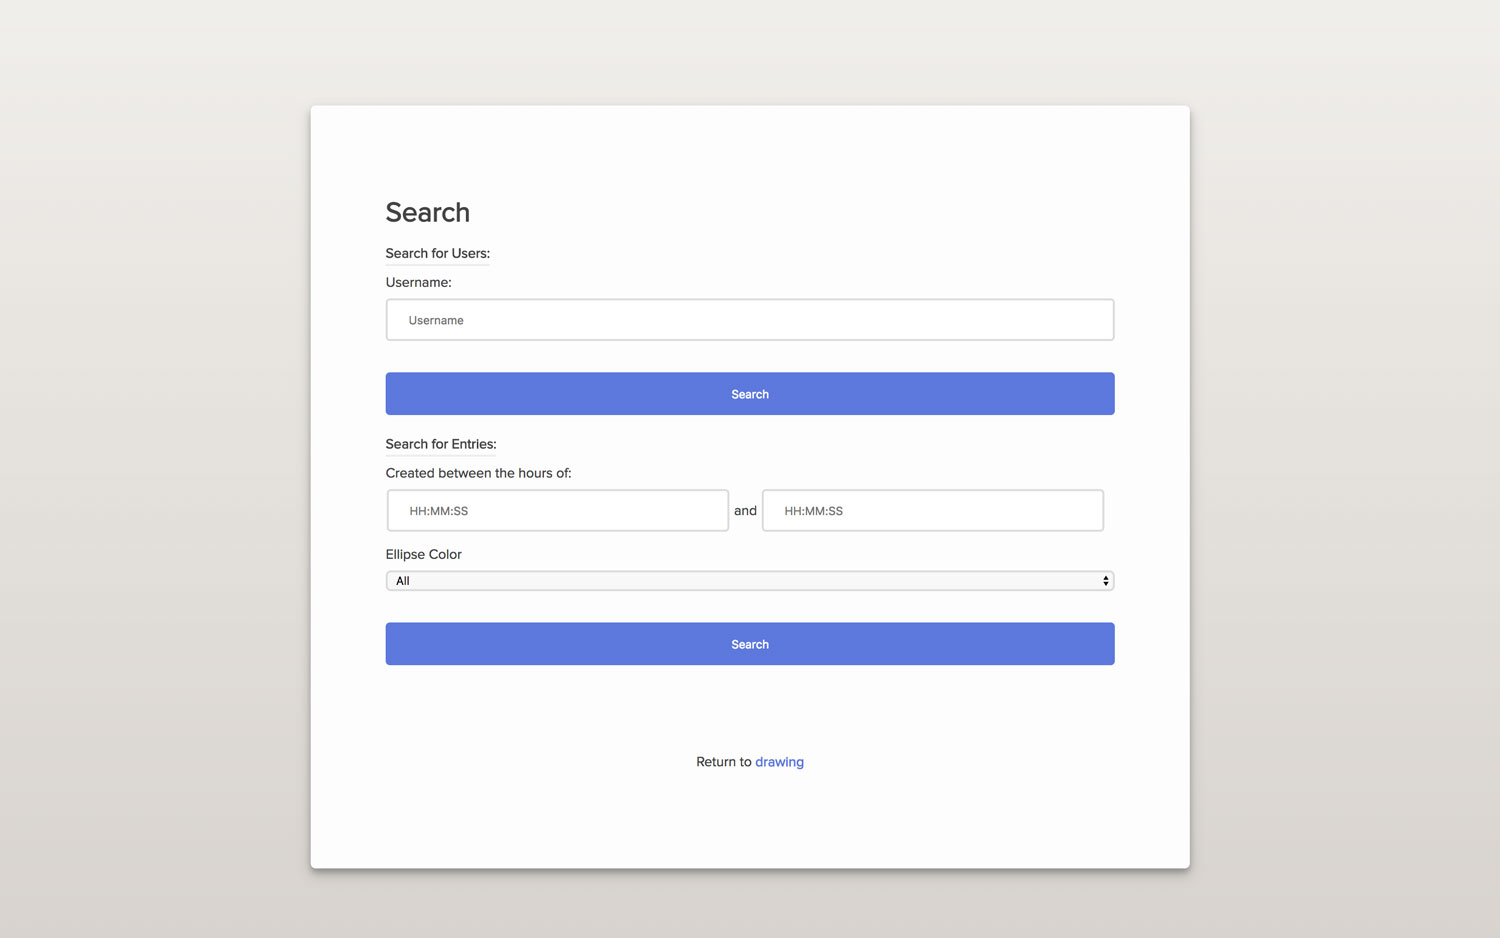 Search
Search for Users:
Username:
Username
Search
Search for Entries:
Created between the hours of:
HH:MM:SS and HH:MM:SS
Ellipse Color
All
Search
Return to drawing